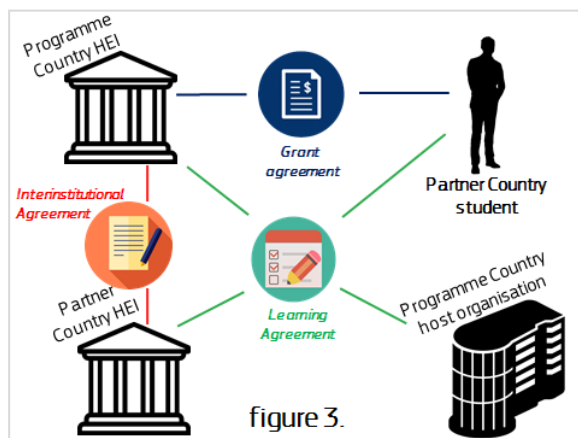 Programme
Country HEI
$
Grant
agreement
Partner Country
student
Interinstitutional
Agreement
Partner
Country HEI
Learning
Agreement
Programme Country
host organisation
figure 3.